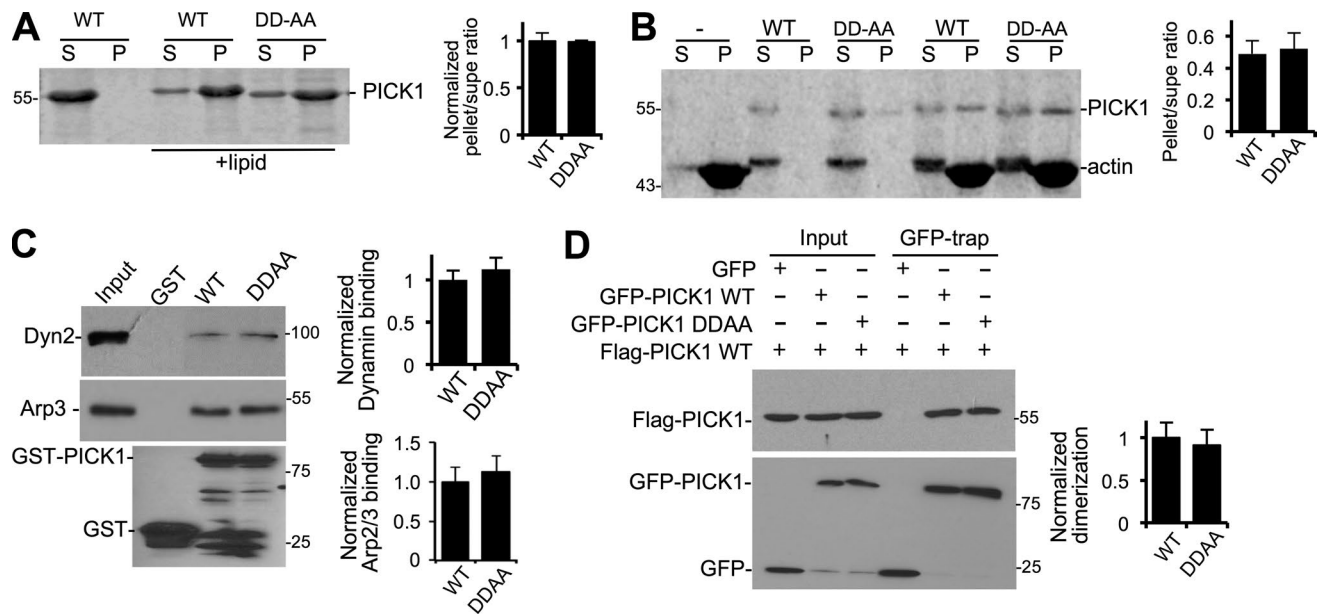 A
WT WT DD-AA
S P S P S P
55-
-PICK1
+lipid
Normalized
pellet/supe ratio
1
0.5
0
WT
DDAA
B
- WT DD-AA WT DD-AA
S P S P S P S P S P
55-
-PICK1
-actin
43-
Pellet/supe ratio
0.6
0.4
0.2
0
WT
DDAA
C
Input GST WT DDAA
Dyn2-
-100
-55
Arp3 -
GST-PICK1-
-75
GST-
-25
Normalized
Dynamin binding
1
0.5
0
WT
DDAA
Normalized
Arp2/3 binding
1.5
1.0
0.5
0
WT
DDAA
D
Input GFP-trap
GFP + – – + – –
GFP-PICK1 WT – + – – + –
GFP-PICK1 DDAA – – + – – +
Flag-PICK1 WT + + + + + +
Flag-PICK1-
-55
GFP-PICK1-
-75
GFP-
-25
Normalized
dimerization
1
0.5
0
WT
DDAA